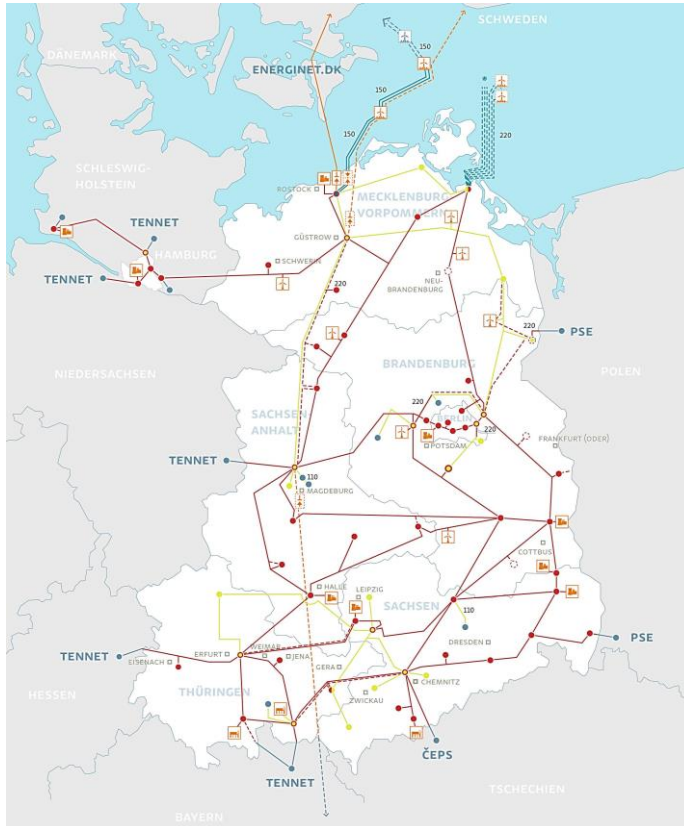 SCHWEDEN
DÄNEMARK
150
ENERGINET.DK
150
150
220
SCHLESWIG-
HOLSTEIN
ROSTOCK
MECKLENBURG
VORPOMMERN
TENNET
HAMBURG
GÜSTROW
SCHWERIN
TENNET
NEU-
BRANDENBURG
220
220
PSE
NIEDERSACHSEN
BRANDENBURG
POLEN
SACHSEN-
ANHALT
220
BERLIN
220
POTSDAM
FRANKFURT (ODER)
TENNET
110
MAGDEBURG
COTTBUS
HALLE
LEIPZIG
SACHSEN
110
DRESDEN
PSE
TENNET
ERFURT
WEIMAR
JENA
EISENACH
GERA
CHEMNITZ
HESSEN
THÜRINGEN
ZWICKAU
ČEPS
TENNET
TSCHECHIEN
BAYERN